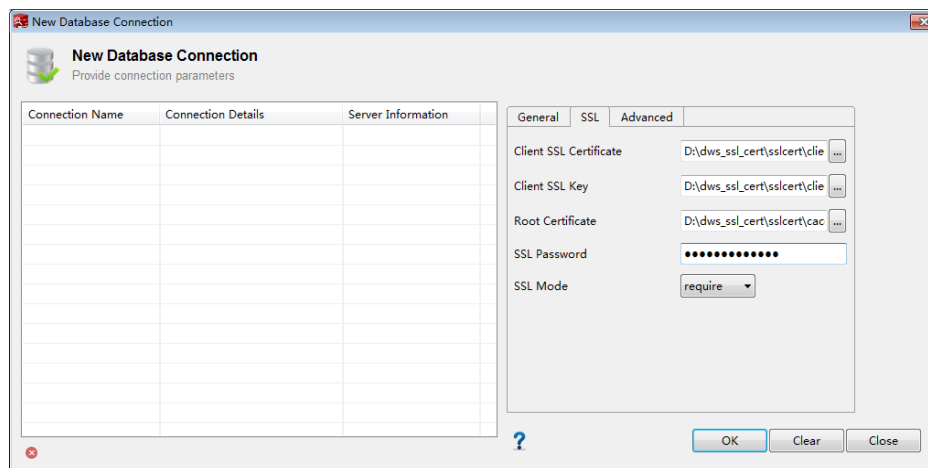 New Database Connection
New Database Connection
Provide connection parameters
Connection Name Connection Details Server Information
General SSL Advanced
Client SSL Certificate D:\dws_ssl_cert\sslcert\clie ...
Client SSL Key D:\dws_ssl_cert\sslcert\clie ...
Root Certificate D:\dws_ssl_cert\sslcert\cac ...
SSL Password ●●●●●●●●●●●●●
SSL Mode require
? OK Clear Close